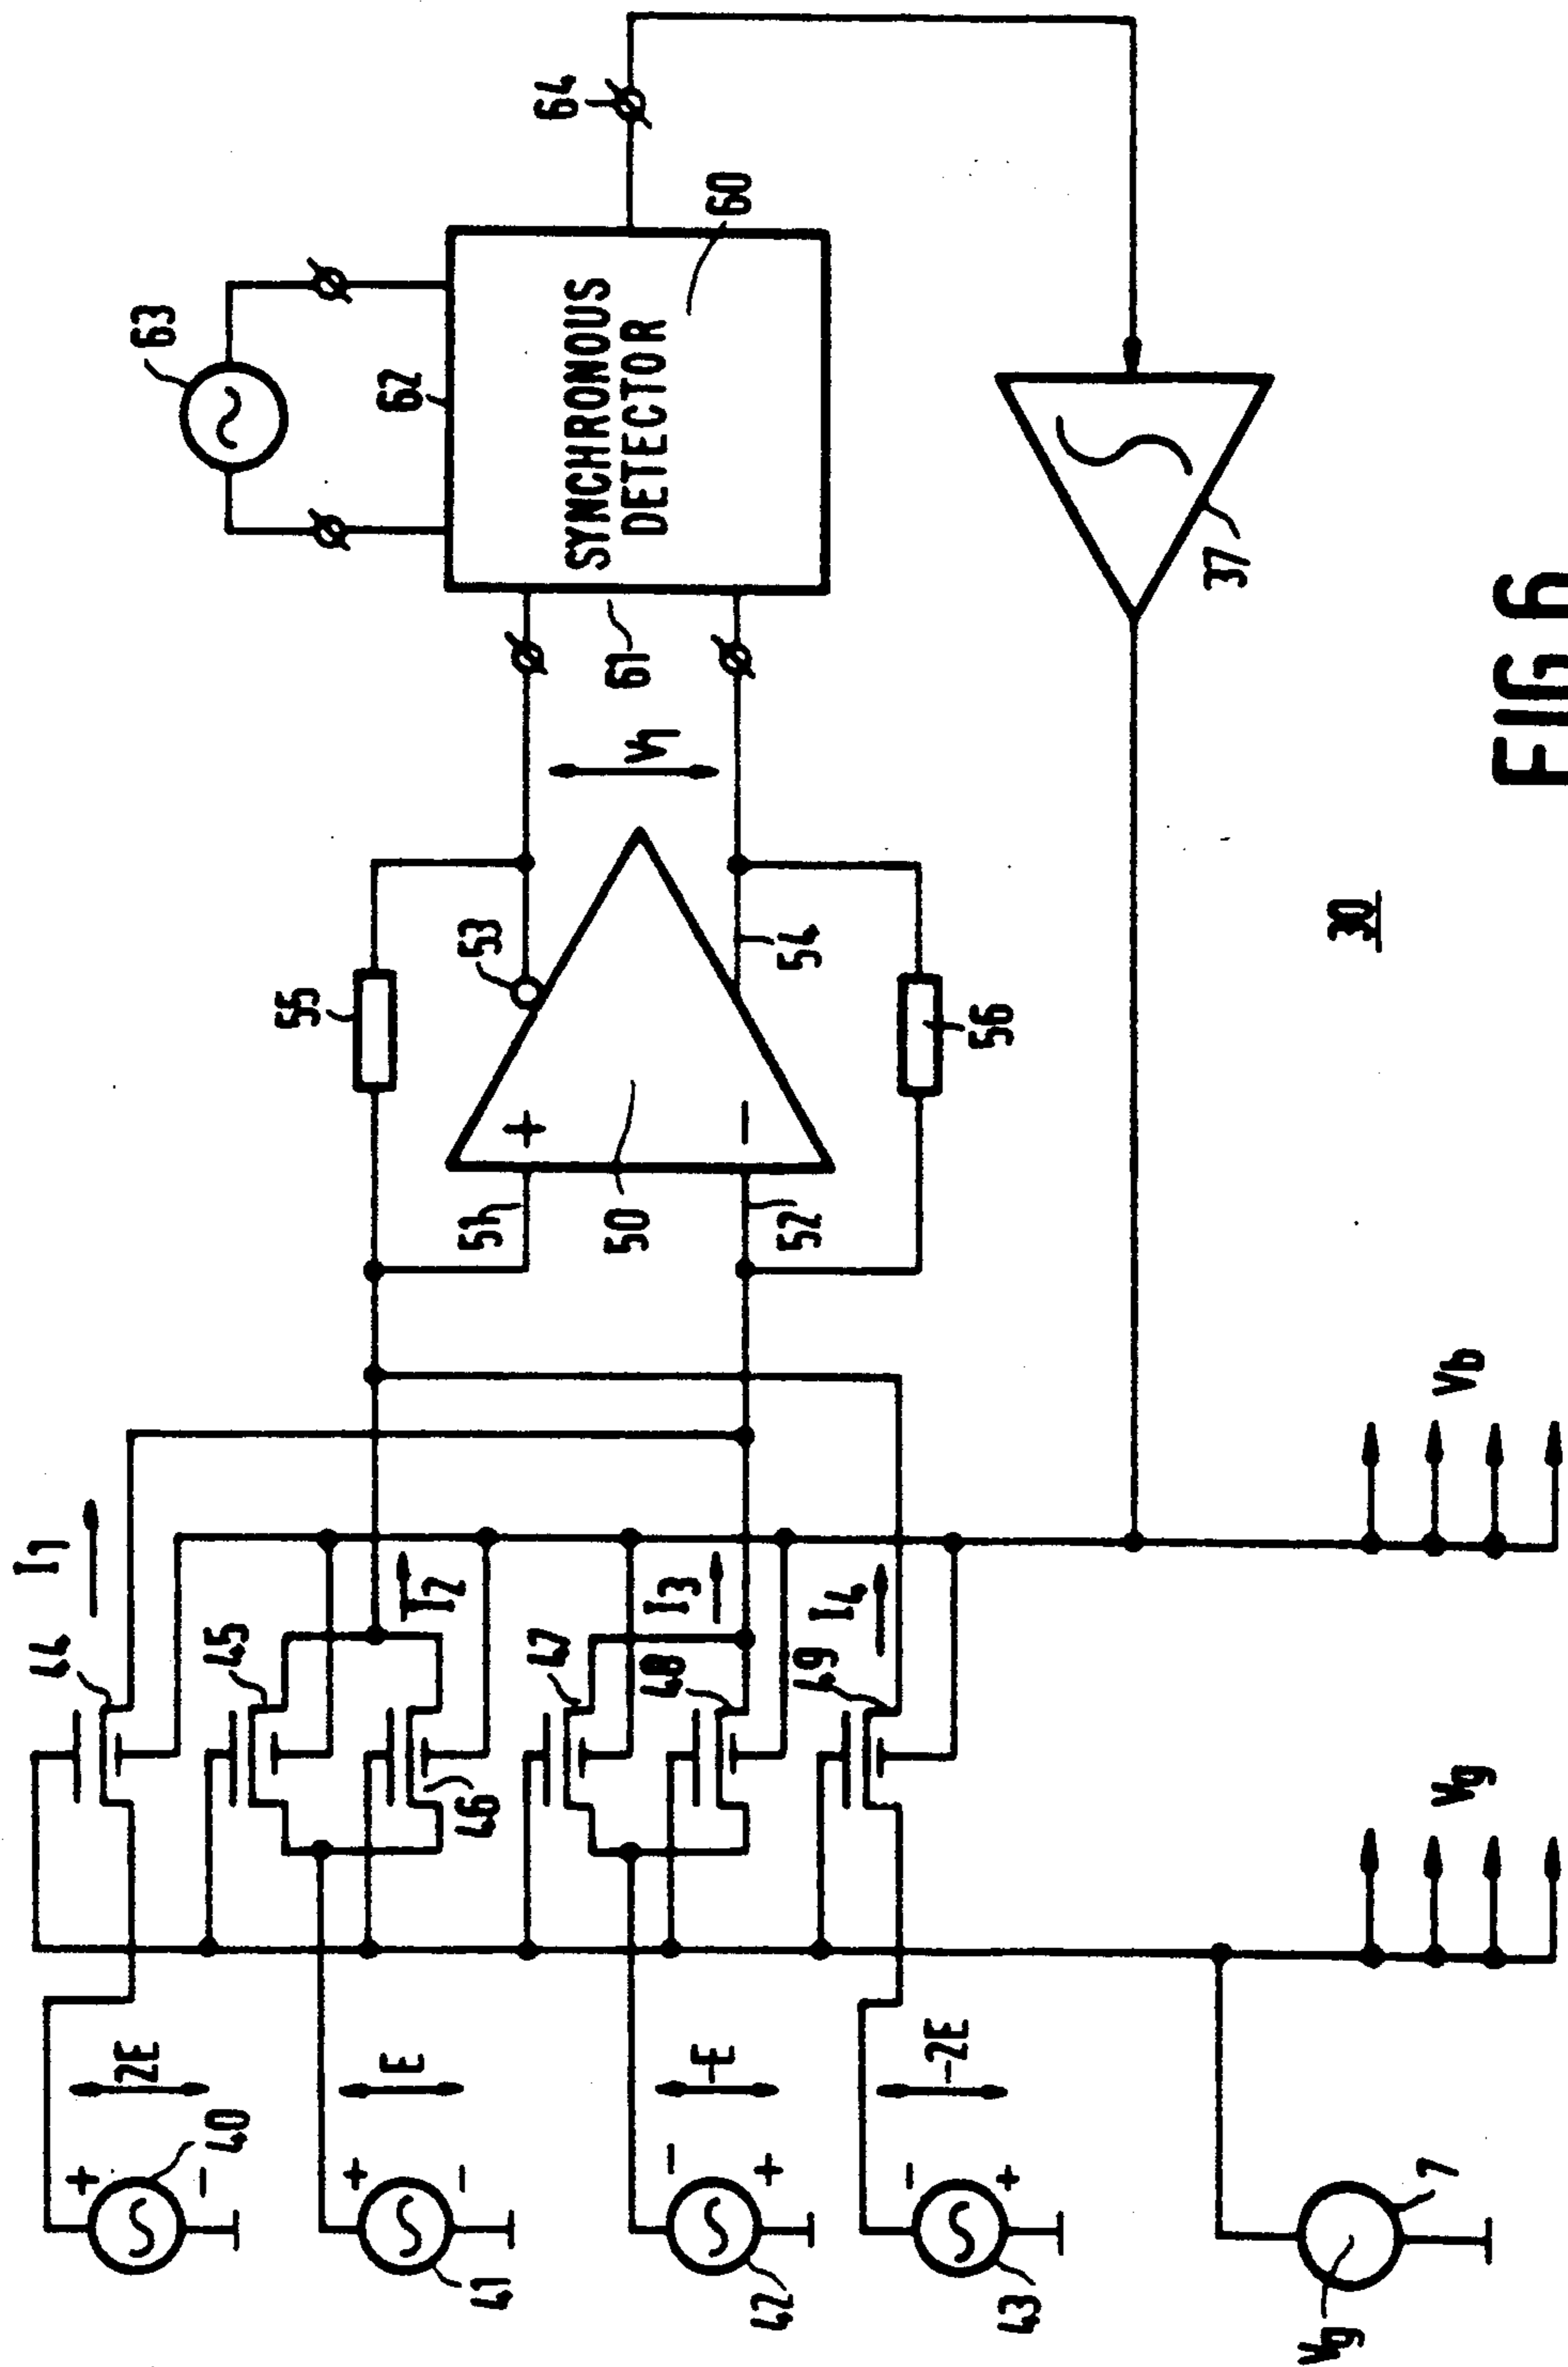 63
64
62
SYNCHRONOUS
DETECTOR
60
61
V1
55
53
54
56
+
−
51
50
52
37
I1
44
45
I2
46
47
I3
48
49
I4
Vb
Vg
2E
E
-E
-2E
+
40
−
+
−
41
−
+
42
−
+
43
7
Vg
30
FIG.6